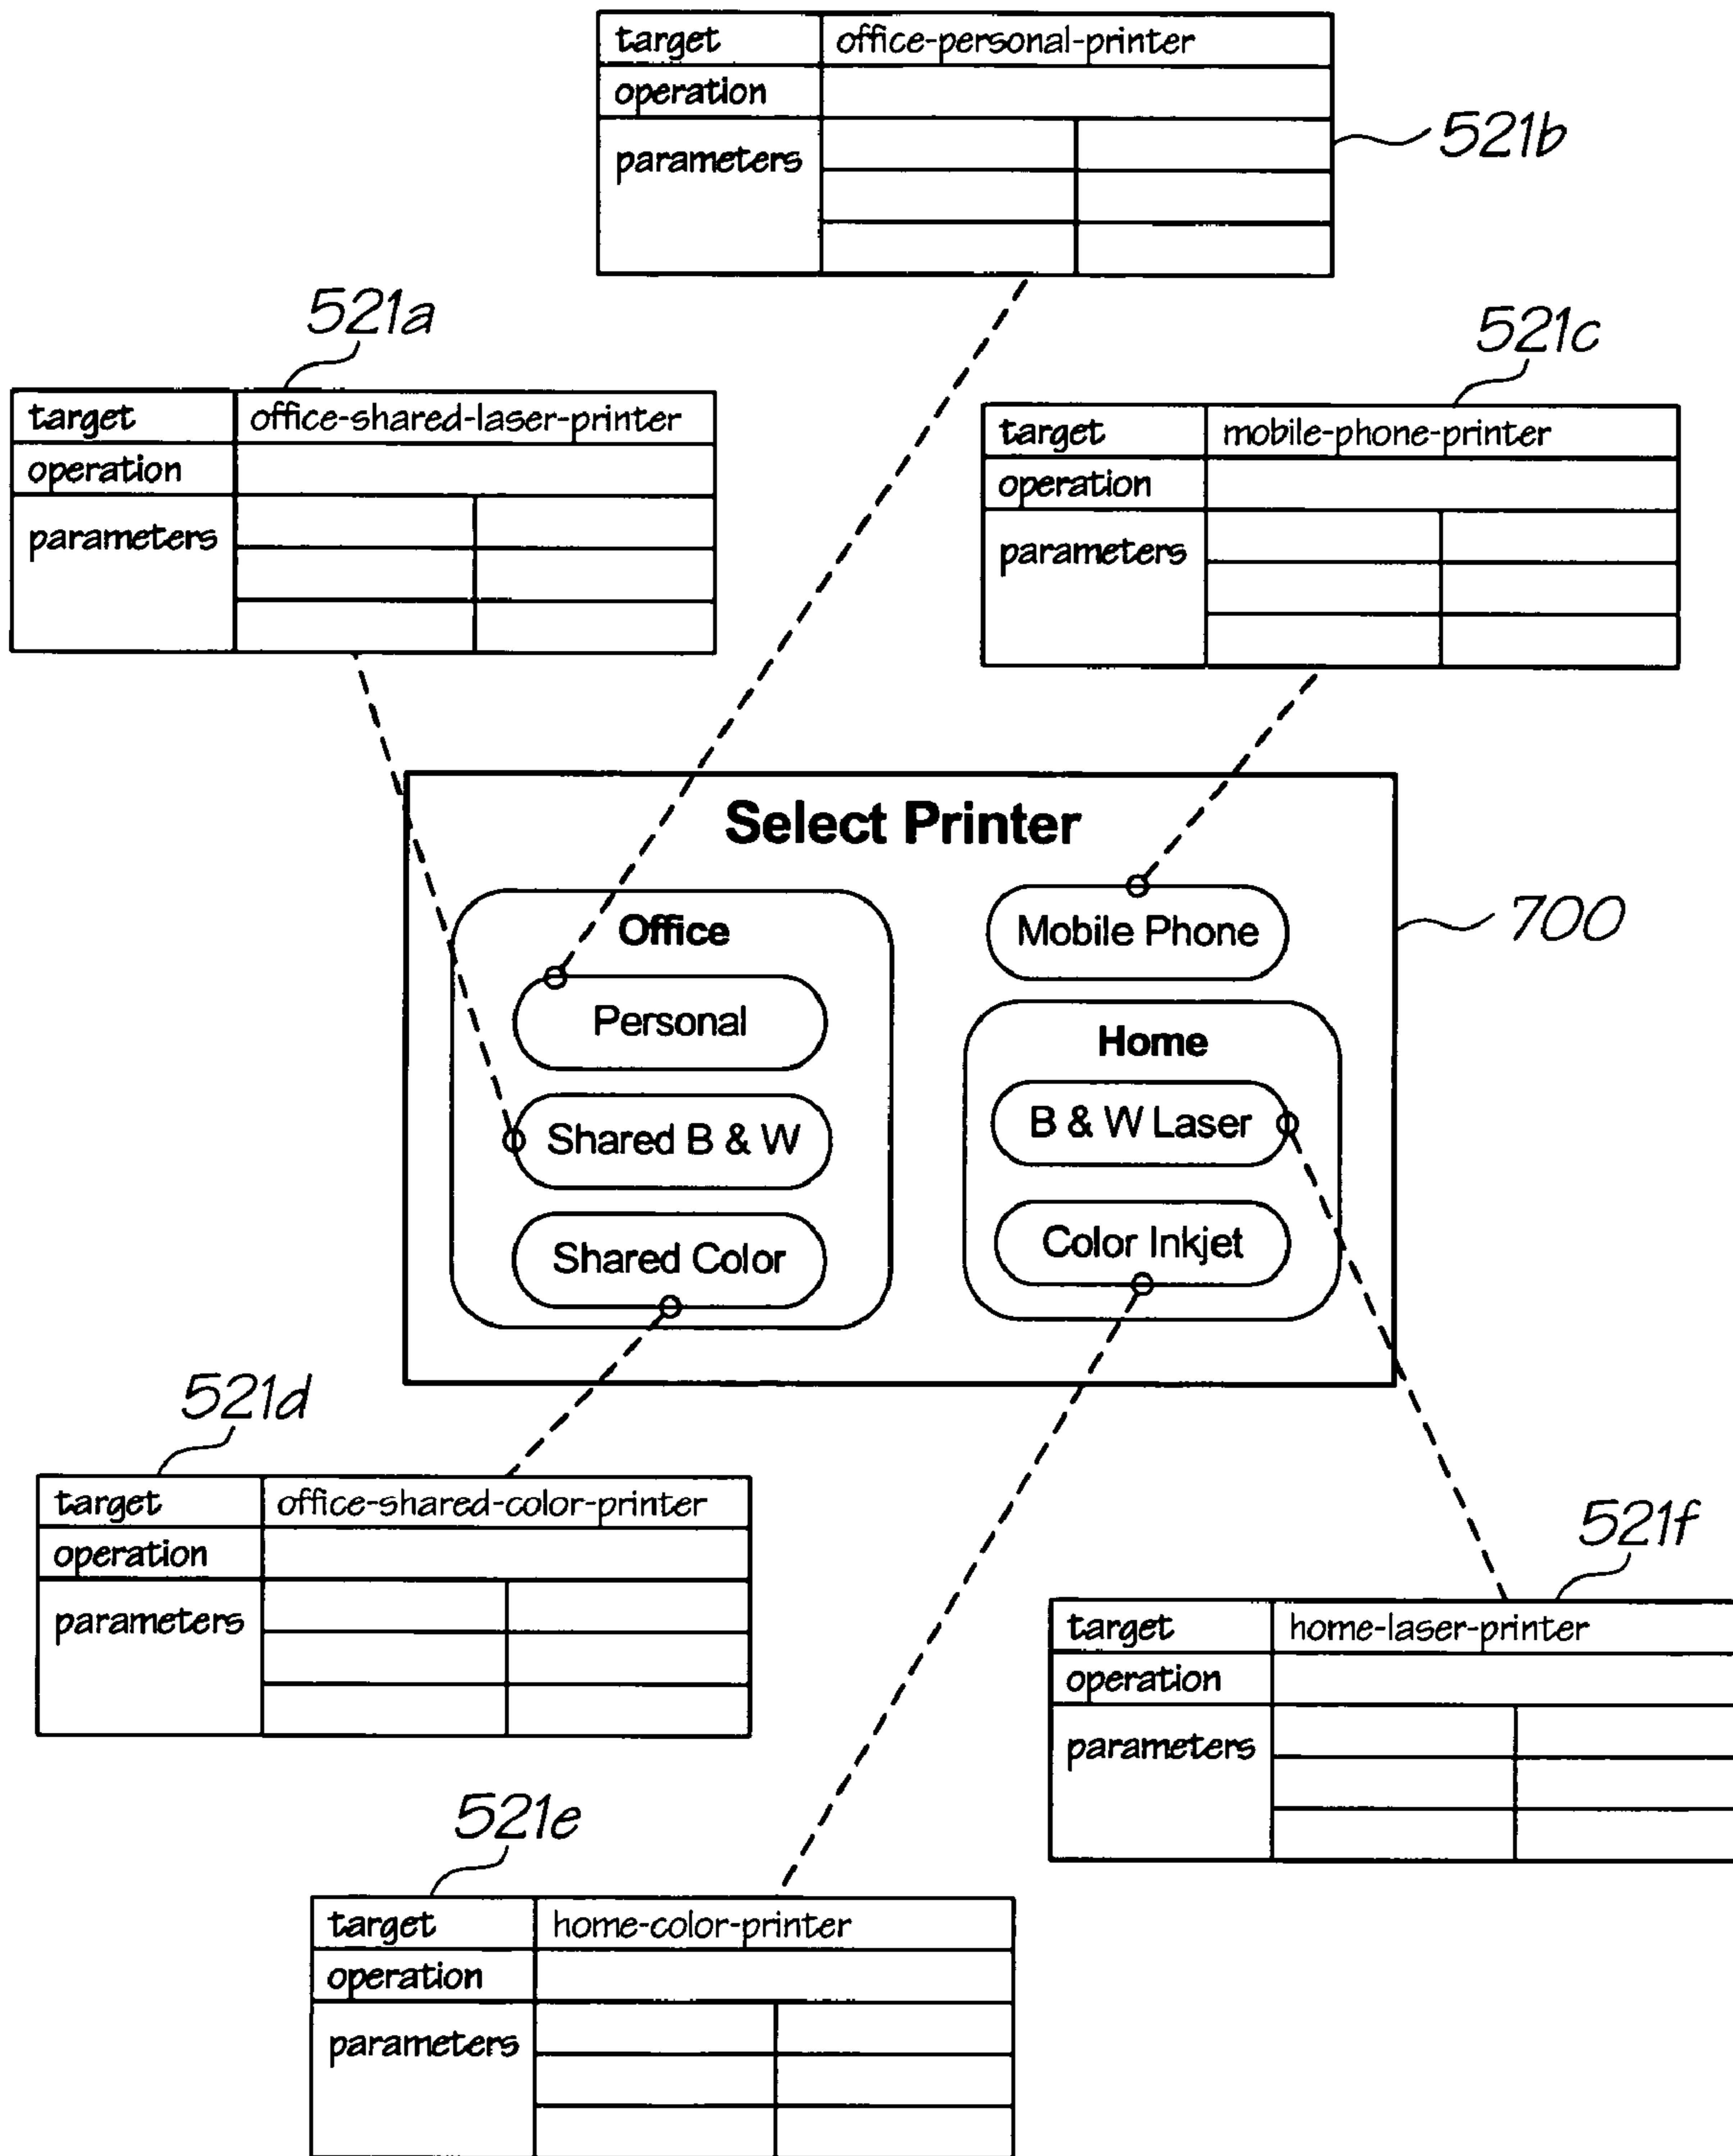 target office-personal-printer
operation
parameters
521b
521a
target office-shared-laser-printer
operation
parameters
521c
target mobile-phone-printer
operation
parameters
Select Printer
700
Office
Personal
Shared B & W
Shared Color
Mobile Phone
Home
B & W Laser
Color Inkjet
521d
target office-shared-color-printer
operation
parameters
521f
target home-laser-printer
operation
parameters
521e
target home-color-printer
operation
parameters